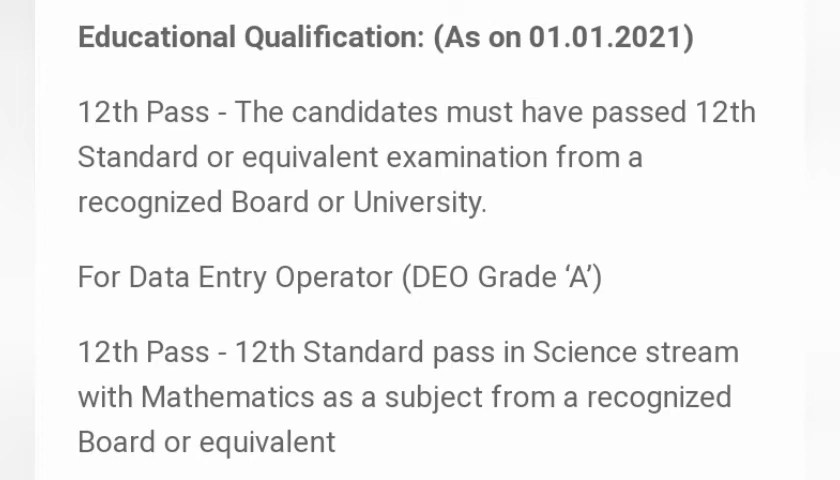 Educational Qualification: (As on 01.01.2021)
12th Pass - The candidates must have passed 12th
Standard or equivalent examination from a
recognized Board or University.
For Data Entry Operator (DEO Grade ‘A’)
12th Pass - 12th Standard pass in Science stream
with Mathematics as a subject from a recognized
Board or equivalent